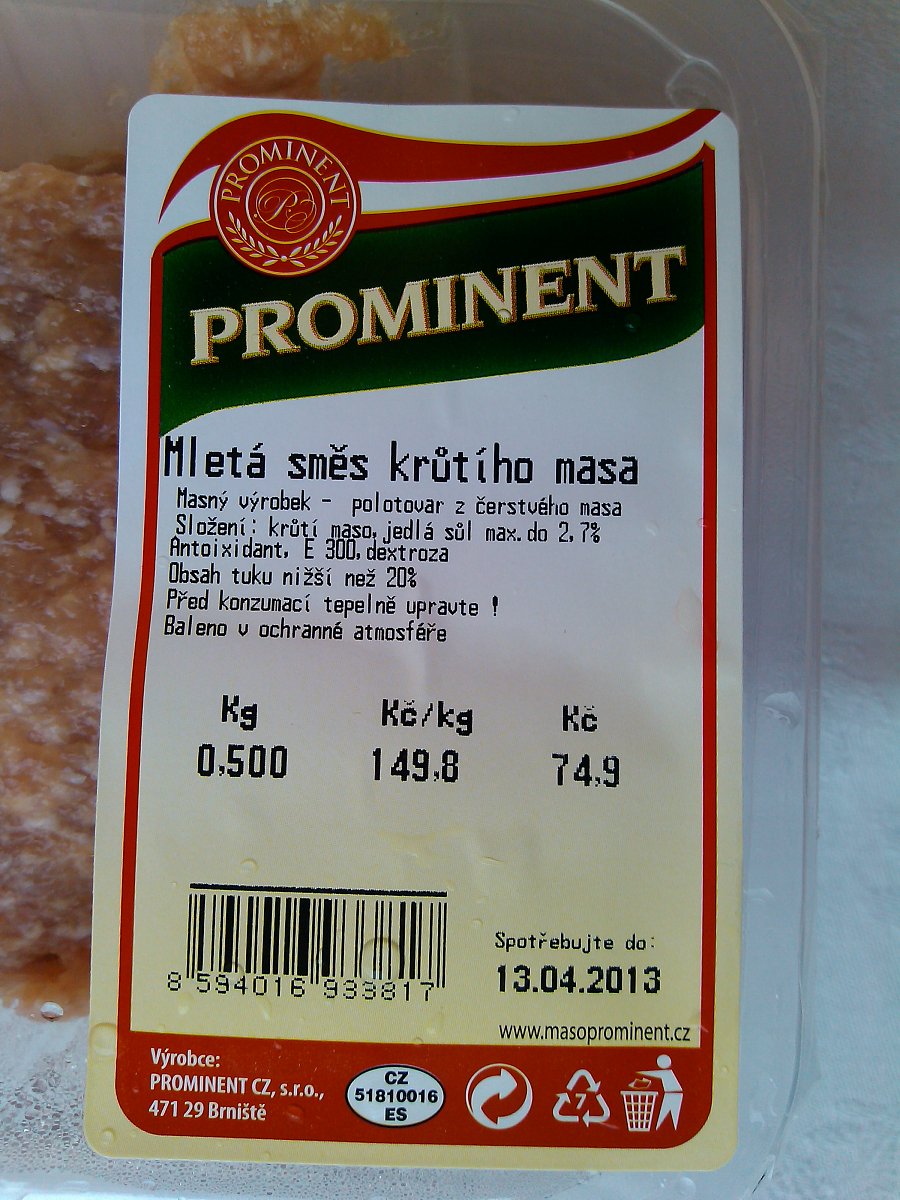 PROMINENT
PE
PROMINENT
Mletá směs krůtího masa
Masný výrobek - polotovar z čerstvého masa
Složení: krůtí maso, jedlá sůl max. do 2,7%
Antoixidant, E 300, dextroza
Obsah tuku nižší než 20%
Před konzumací tepelně upravte !
Baleno v ochranné atmosféře
Kg Kč/kg Kč
0,500 149,8 74,9
8 594016 933817
Spotřebujte do:
13.04.2013
www.masoprominent.cz
Výrobce:
PROMINENT CZ, s.r.o.,
471 29 Brniště
CZ
51810016
ES
7